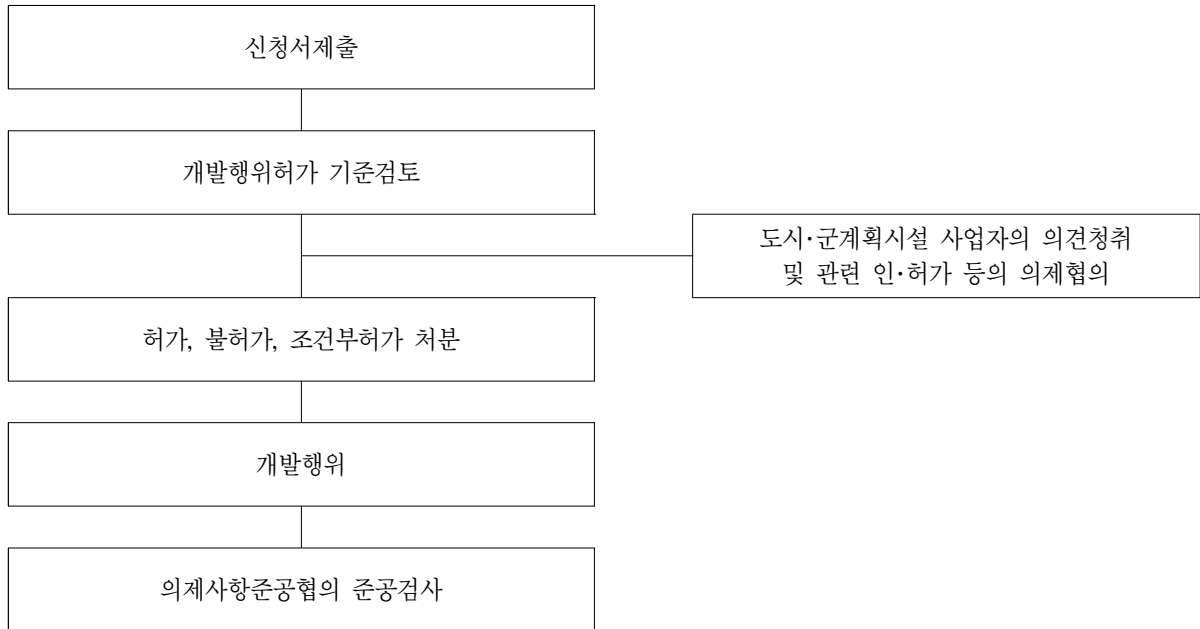 신청서제출
개발행위허가 기준검토
도시·군계획시설 사업자의 의견청취
및 관련 인·허가 등의 의제협의
허가, 불허가, 조건부허가 처분
개발행위
의제사항준공협의 준공검사